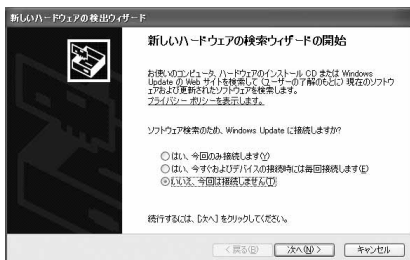 新しいハードウェアの検出ウィザード
新しいハードウェアの検索ウィザードの開始
お使いのコンピュータ、ハードウェアのインストール CD または Windows
Update の Web サイトを検索して (ユーザーの了解のもとに) 現在のソフトウ
ェアおよび更新されたソフトウェアを検索します。
プライバシー ポリシーを表示します。
ソフトウェア検索のため、Windows Update に接続しますか?
はい、今回のみ接続します(Y)
はい、今すぐおよびデバイスの接続時には毎回接続します(E)
いいえ、今回は接続しません(T)
続行するには、[次へ] をクリックしてください。
< 戻る(B) 次へ(N) > キャンセル